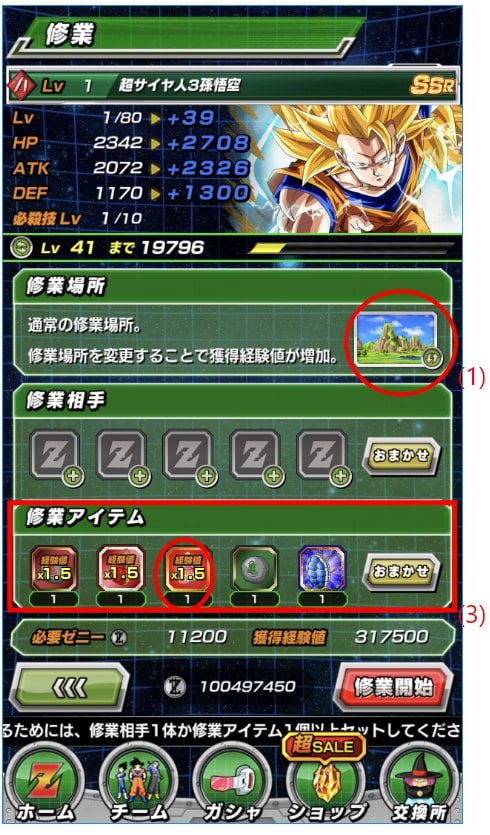 修業
Lv 1 超サイヤ人3孫悟空 SSR
Lv 1/80 +39
HP 2342 +2708
ATK 2072 +2326
DEF 1170 +1300
必殺技Lv 1/10
Lv 41 まで 19796
修業場所
通常の修業場所。
修業場所を変更することで獲得経験値が増加。
(1)
修業相手
Z Z Z Z Z おまかせ
修業アイテム
経験値 経験値 経験値
x1.5 x1.5 x1.5 おまかせ
1 1 1 1 1
(3)
必要ゼニー Z 11200 獲得経験値 317500
Z 100497450 修業開始
るためには、修業相手1体か修業アイテム1個以上セットしてくださ
超SALE
ホーム チーム ガシャ ショップ 交換所